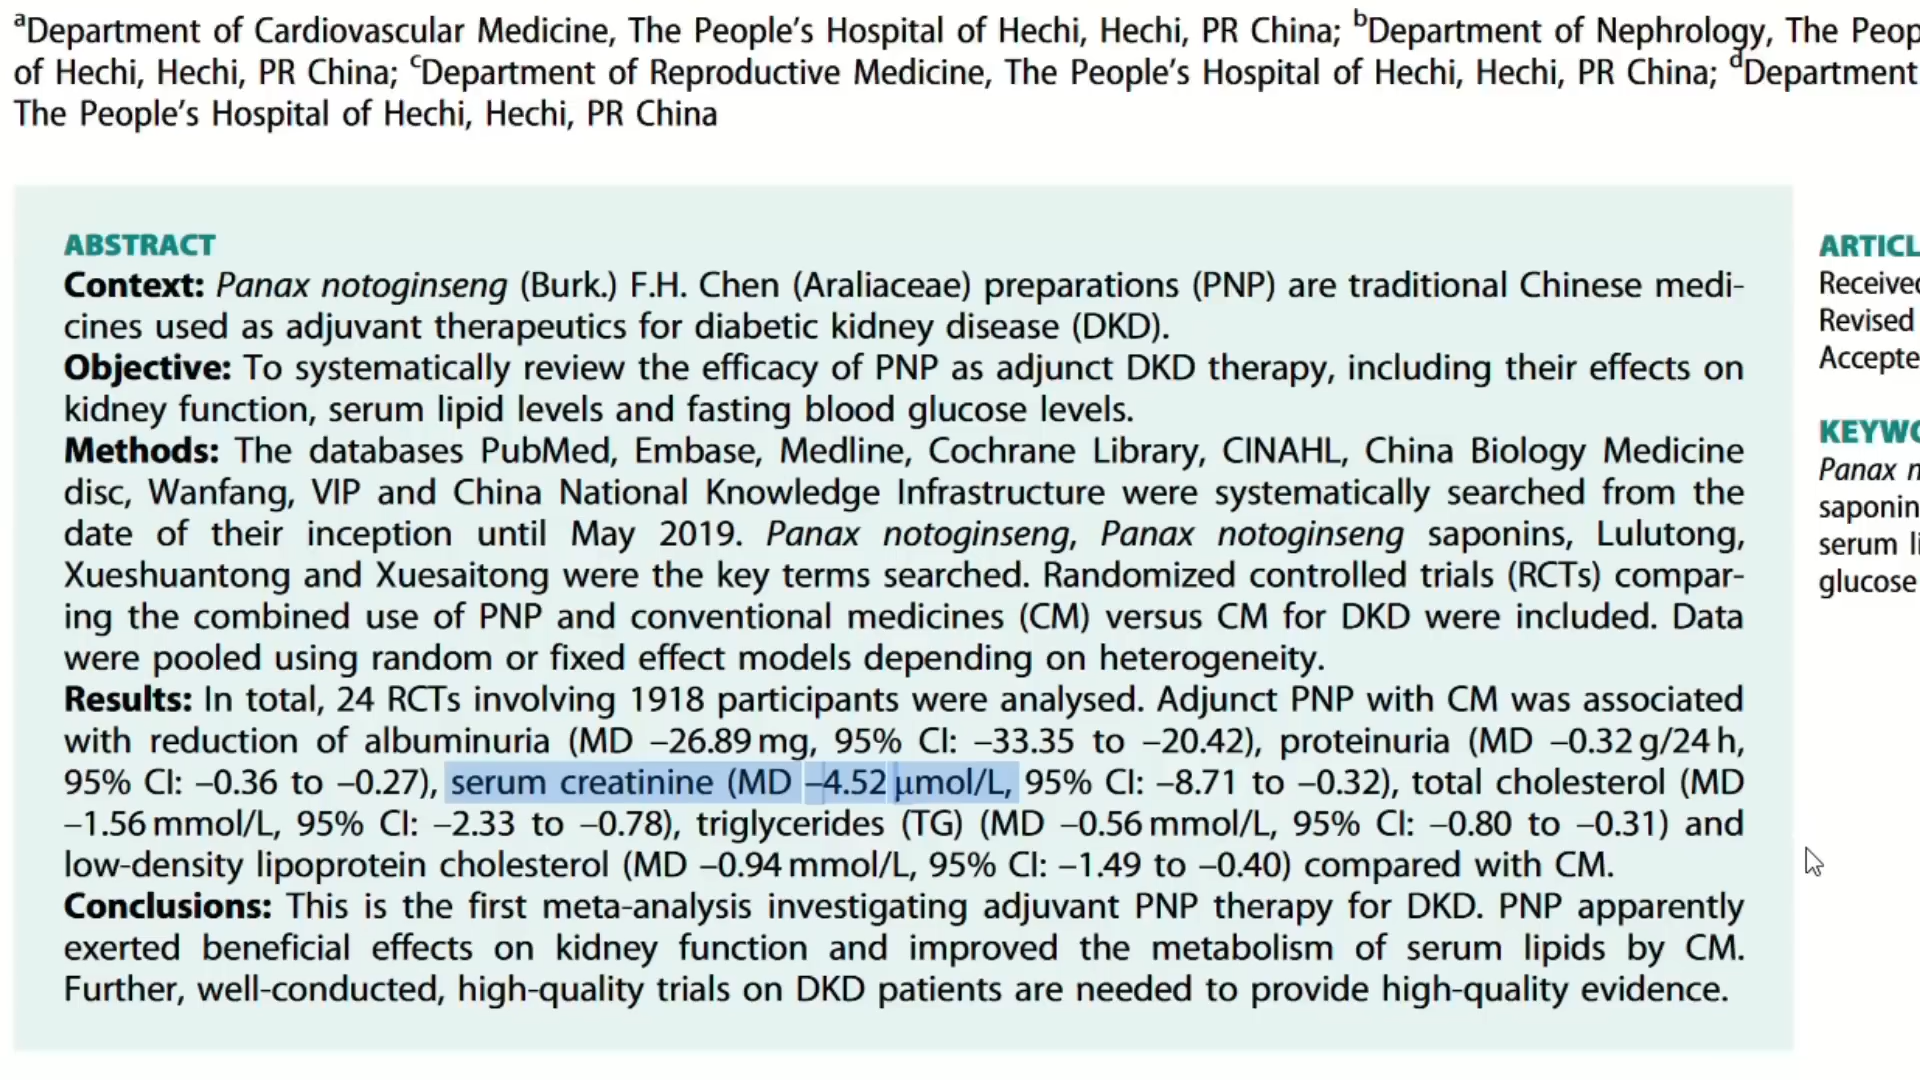 aDepartment of Cardiovascular Medicine, The People's Hospital of Hechi, Hechi, PR China; bDepartment of Nephrology, The Peop
of Hechi, Hechi, PR China; cDepartment of Reproductive Medicine, The People's Hospital of Hechi, Hechi, PR China; dDepartment
The People's Hospital of Hechi, Hechi, PR China
ABSTRACT
Context: Panax notoginseng (Burk.) F.H. Chen (Araliaceae) preparations (PNP) are traditional Chinese medi-
cines used as adjuvant therapeutics for diabetic kidney disease (DKD).
Objective: To systematically review the efficacy of PNP as adjunct DKD therapy, including their effects on
kidney function, serum lipid levels and fasting blood glucose levels.
Methods: The databases PubMed, Embase, Medline, Cochrane Library, CINAHL, China Biology Medicine
disc, Wanfang, VIP and China National Knowledge Infrastructure were systematically searched from the
date of their inception until May 2019. Panax notoginseng, Panax notoginseng saponins, Lulutong,
Xueshuantong and Xuesaitong were the key terms searched. Randomized controlled trials (RCTs) compar-
ing the combined use of PNP and conventional medicines (CM) versus CM for DKD were included. Data
were pooled using random or fixed effect models depending on heterogeneity.
Results: In total, 24 RCTs involving 1918 participants were analysed. Adjunct PNP with CM was associated
with reduction of albuminuria (MD −26.89 mg, 95% CI: −33.35 to −20.42), proteinuria (MD −0.32 g/24 h,
95% CI: −0.36 to −0.27), serum creatinine (MD −4.52 μmol/L, 95% CI: −8.71 to −0.32), total cholesterol (MD
−1.56 mmol/L, 95% CI: −2.33 to −0.78), triglycerides (TG) (MD −0.56 mmol/L, 95% CI: −0.80 to −0.31) and
low-density lipoprotein cholesterol (MD −0.94 mmol/L, 95% CI: −1.49 to −0.40) compared with CM.
Conclusions: This is the first meta-analysis investigating adjuvant PNP therapy for DKD. PNP apparently
exerted beneficial effects on kidney function and improved the metabolism of serum lipids by CM.
Further, well-conducted, high-quality trials on DKD patients are needed to provide high-quality evidence.
ARTICL
Received
Revised
Accepte
KEYWO
Panax n
saponin
serum li
glucose